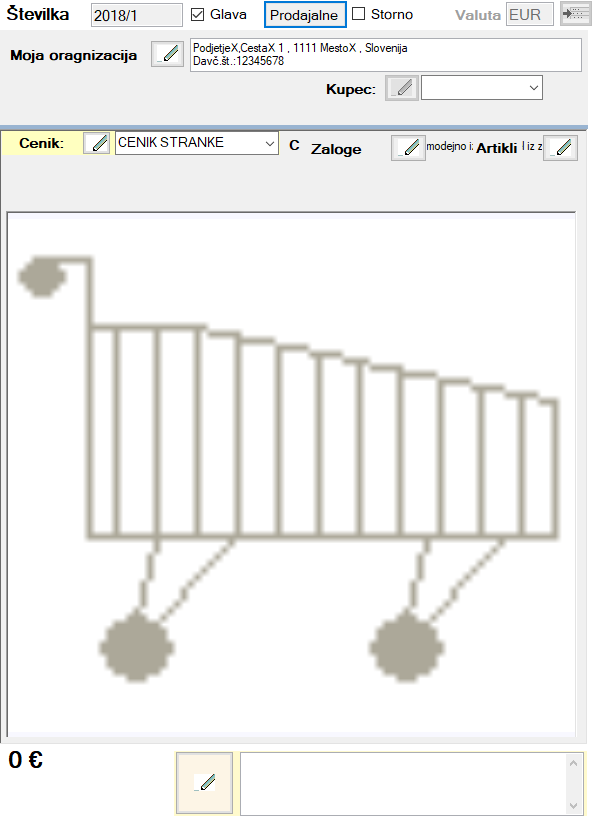 Številka 2018/1 Glava Prodajalne Storno Valuta EUR
Moja oragnizacija PodjetjeX,CestaX 1 , 1111 MestoX , Slovenija
Davč.št.:12345678
Kupec:
Cenik: CENIK STRANKE C Zaloge modejno i: Artikli l iz z
0 €